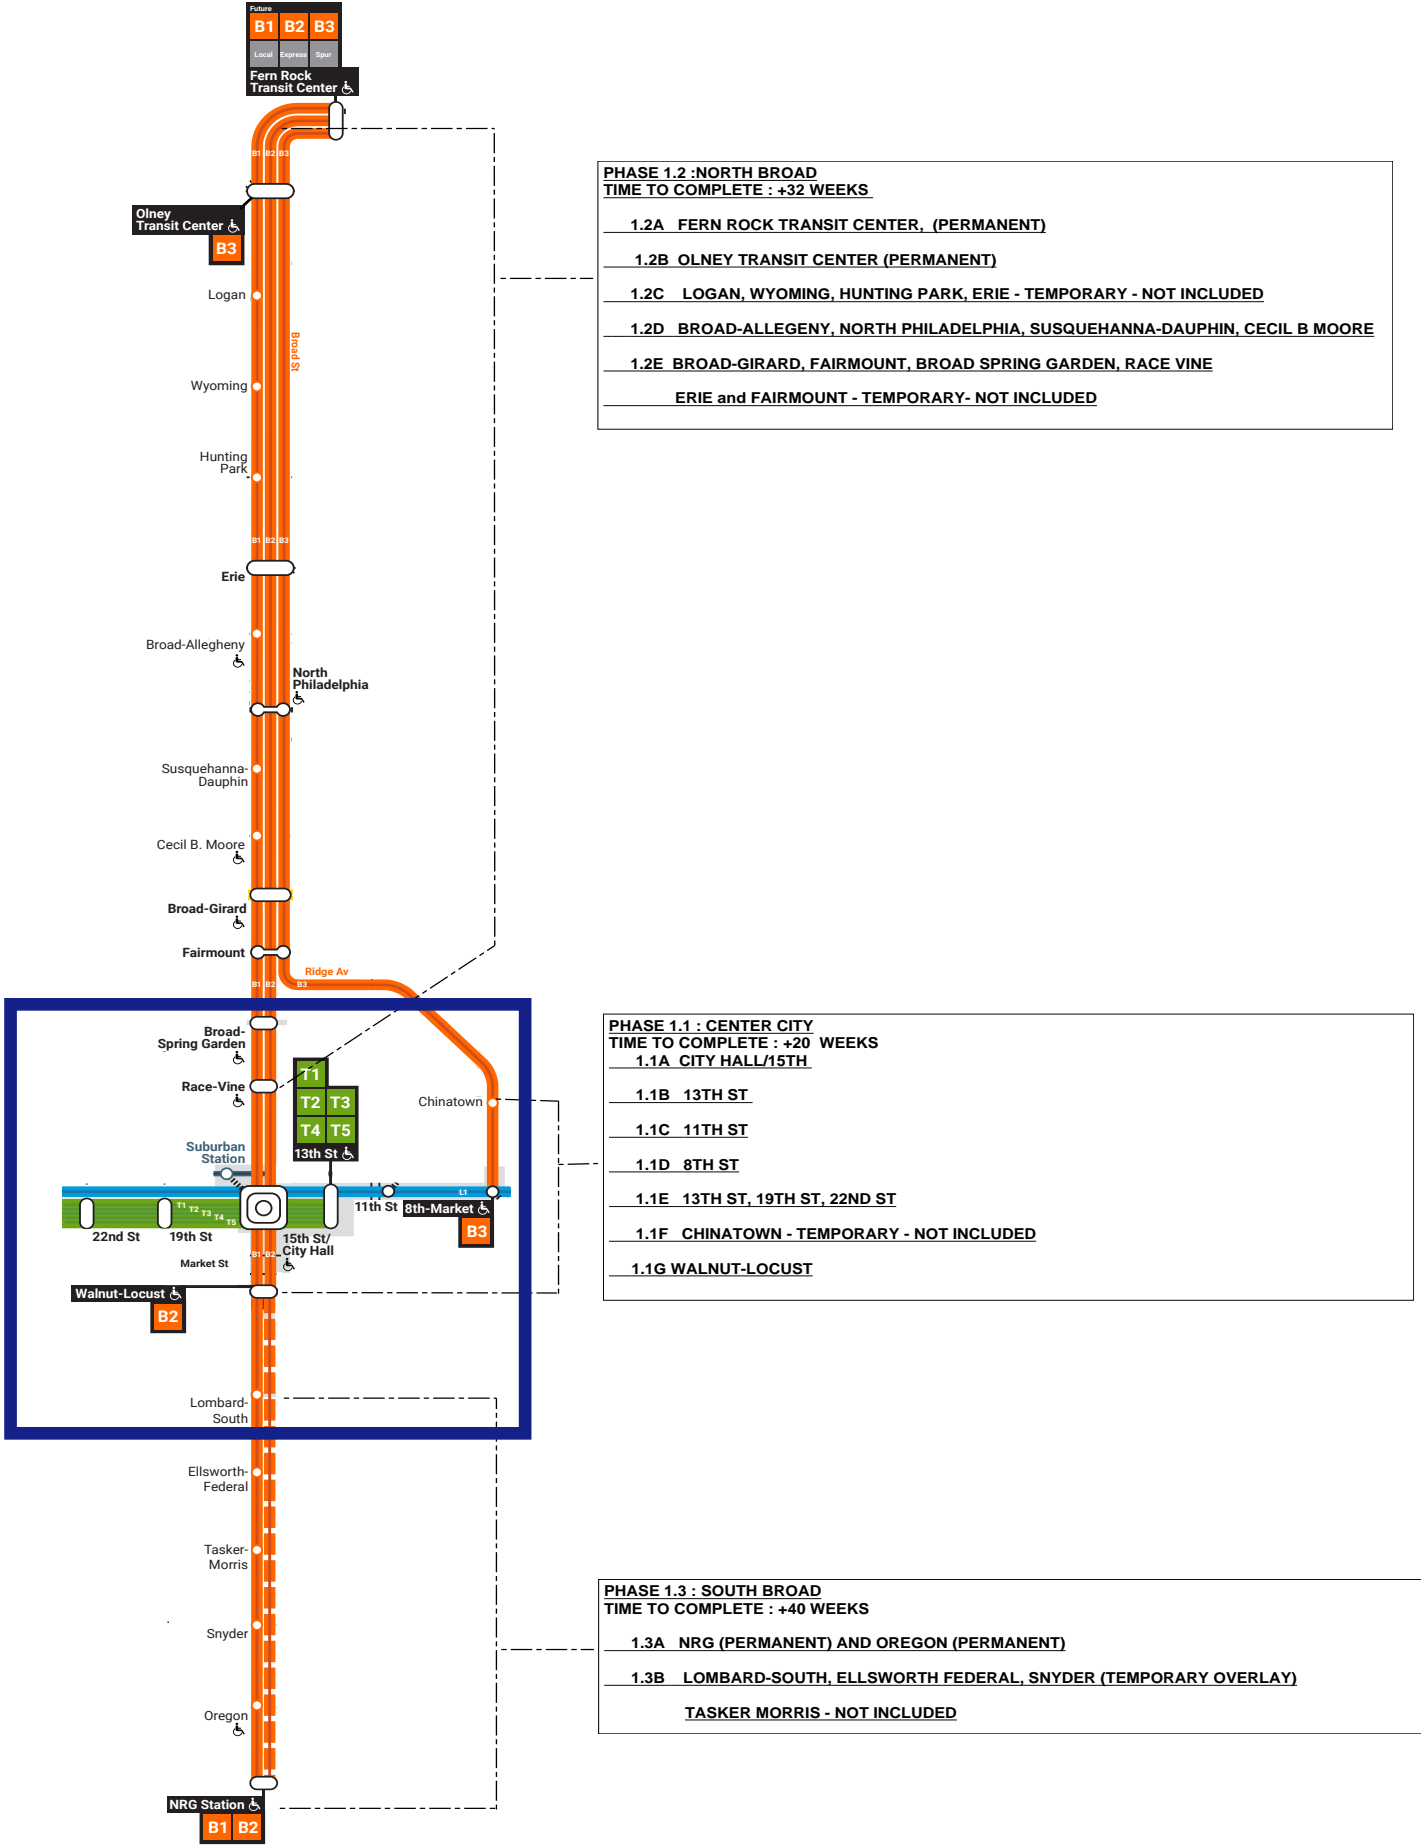 Future
B1 B2 B3
Local Express Spur
Fern Rock
Transit Center
B1 B2 B3
Olney
Transit Center
B3
Logan
Broad St
Wyoming
Hunting
Park
B1 B2 B3
Erie
Broad-Allegheny
North
Philadelphia
Susquehanna-
Dauphin
Cecil B. Moore
Broad-Girard
Fairmount
Ridge Av
B1 B2 B3
Broad-
Spring Garden
Race-Vine
T1
T2 T3
T4 T5
13th St
Chinatown
Suburban
Station
L1
T1 T2 T3 T4 T5
22nd St
19th St
15th St/
City Hall
11th St
8th-Market
B3
B1 B2
Market St
Walnut-Locust
B2
Lombard-
South
Ellsworth-
Federal
Tasker-
Morris
Snyder
Oregon
NRG Station
B1 B2
PHASE 1.2 :NORTH BROAD
TIME TO COMPLETE : +32 WEEKS
1.2A FERN ROCK TRANSIT CENTER, (PERMANENT)
1.2B OLNEY TRANSIT CENTER (PERMANENT)
1.2C LOGAN, WYOMING, HUNTING PARK, ERIE - TEMPORARY - NOT INCLUDED
1.2D BROAD-ALLEGENY, NORTH PHILADELPHIA, SUSQUEHANNA-DAUPHIN, CECIL B MOORE
1.2E BROAD-GIRARD, FAIRMOUNT, BROAD SPRING GARDEN, RACE VINE
ERIE and FAIRMOUNT - TEMPORARY- NOT INCLUDED
PHASE 1.1 : CENTER CITY
TIME TO COMPLETE : +20 WEEKS
1.1A CITY HALL/15TH
1.1B 13TH ST
1.1C 11TH ST
1.1D 8TH ST
1.1E 13TH ST, 19TH ST, 22ND ST
1.1F CHINATOWN - TEMPORARY - NOT INCLUDED
1.1G WALNUT-LOCUST
PHASE 1.3 : SOUTH BROAD
TIME TO COMPLETE : +40 WEEKS
1.3A NRG (PERMANENT) AND OREGON (PERMANENT)
1.3B LOMBARD-SOUTH, ELLSWORTH FEDERAL, SNYDER (TEMPORARY OVERLAY)
TASKER MORRIS - NOT INCLUDED